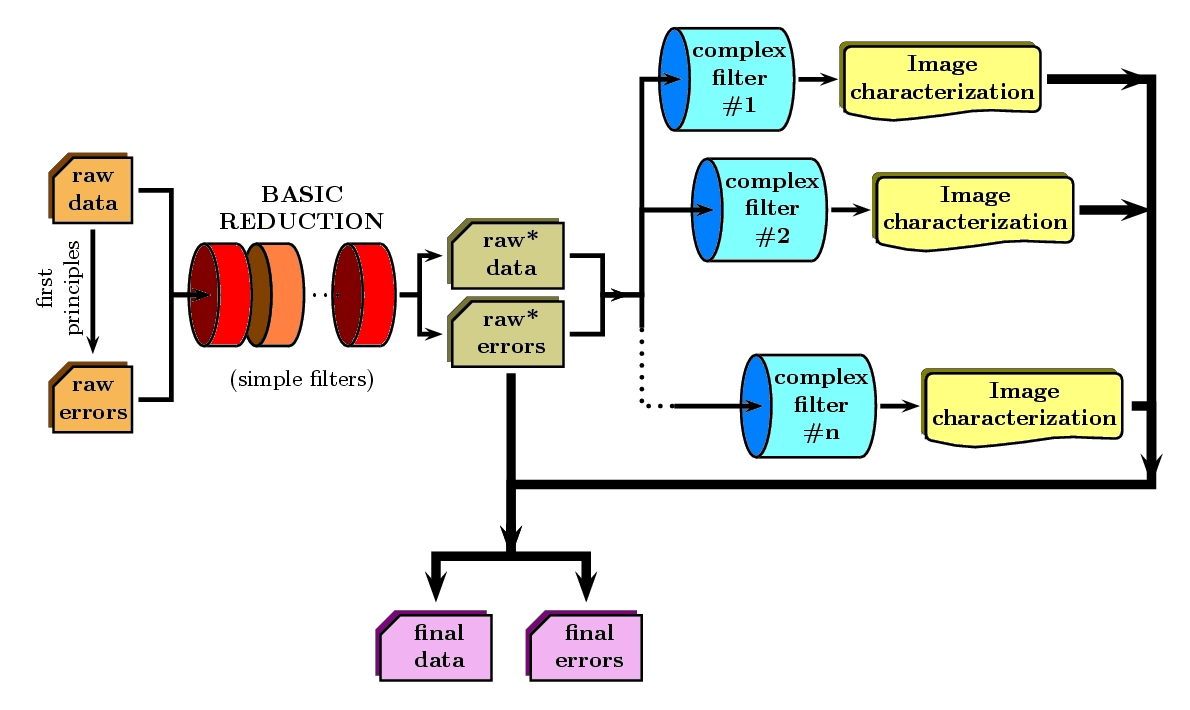 raw
data
first
principles
raw
errors
BASIC
REDUCTION
· · ·
(simple filters)
raw*
data
raw*
errors
complex
filter
#1
Image
characterization
complex
filter
#2
Image
characterization
complex
filter
#n
Image
characterization
final
data
final
errors